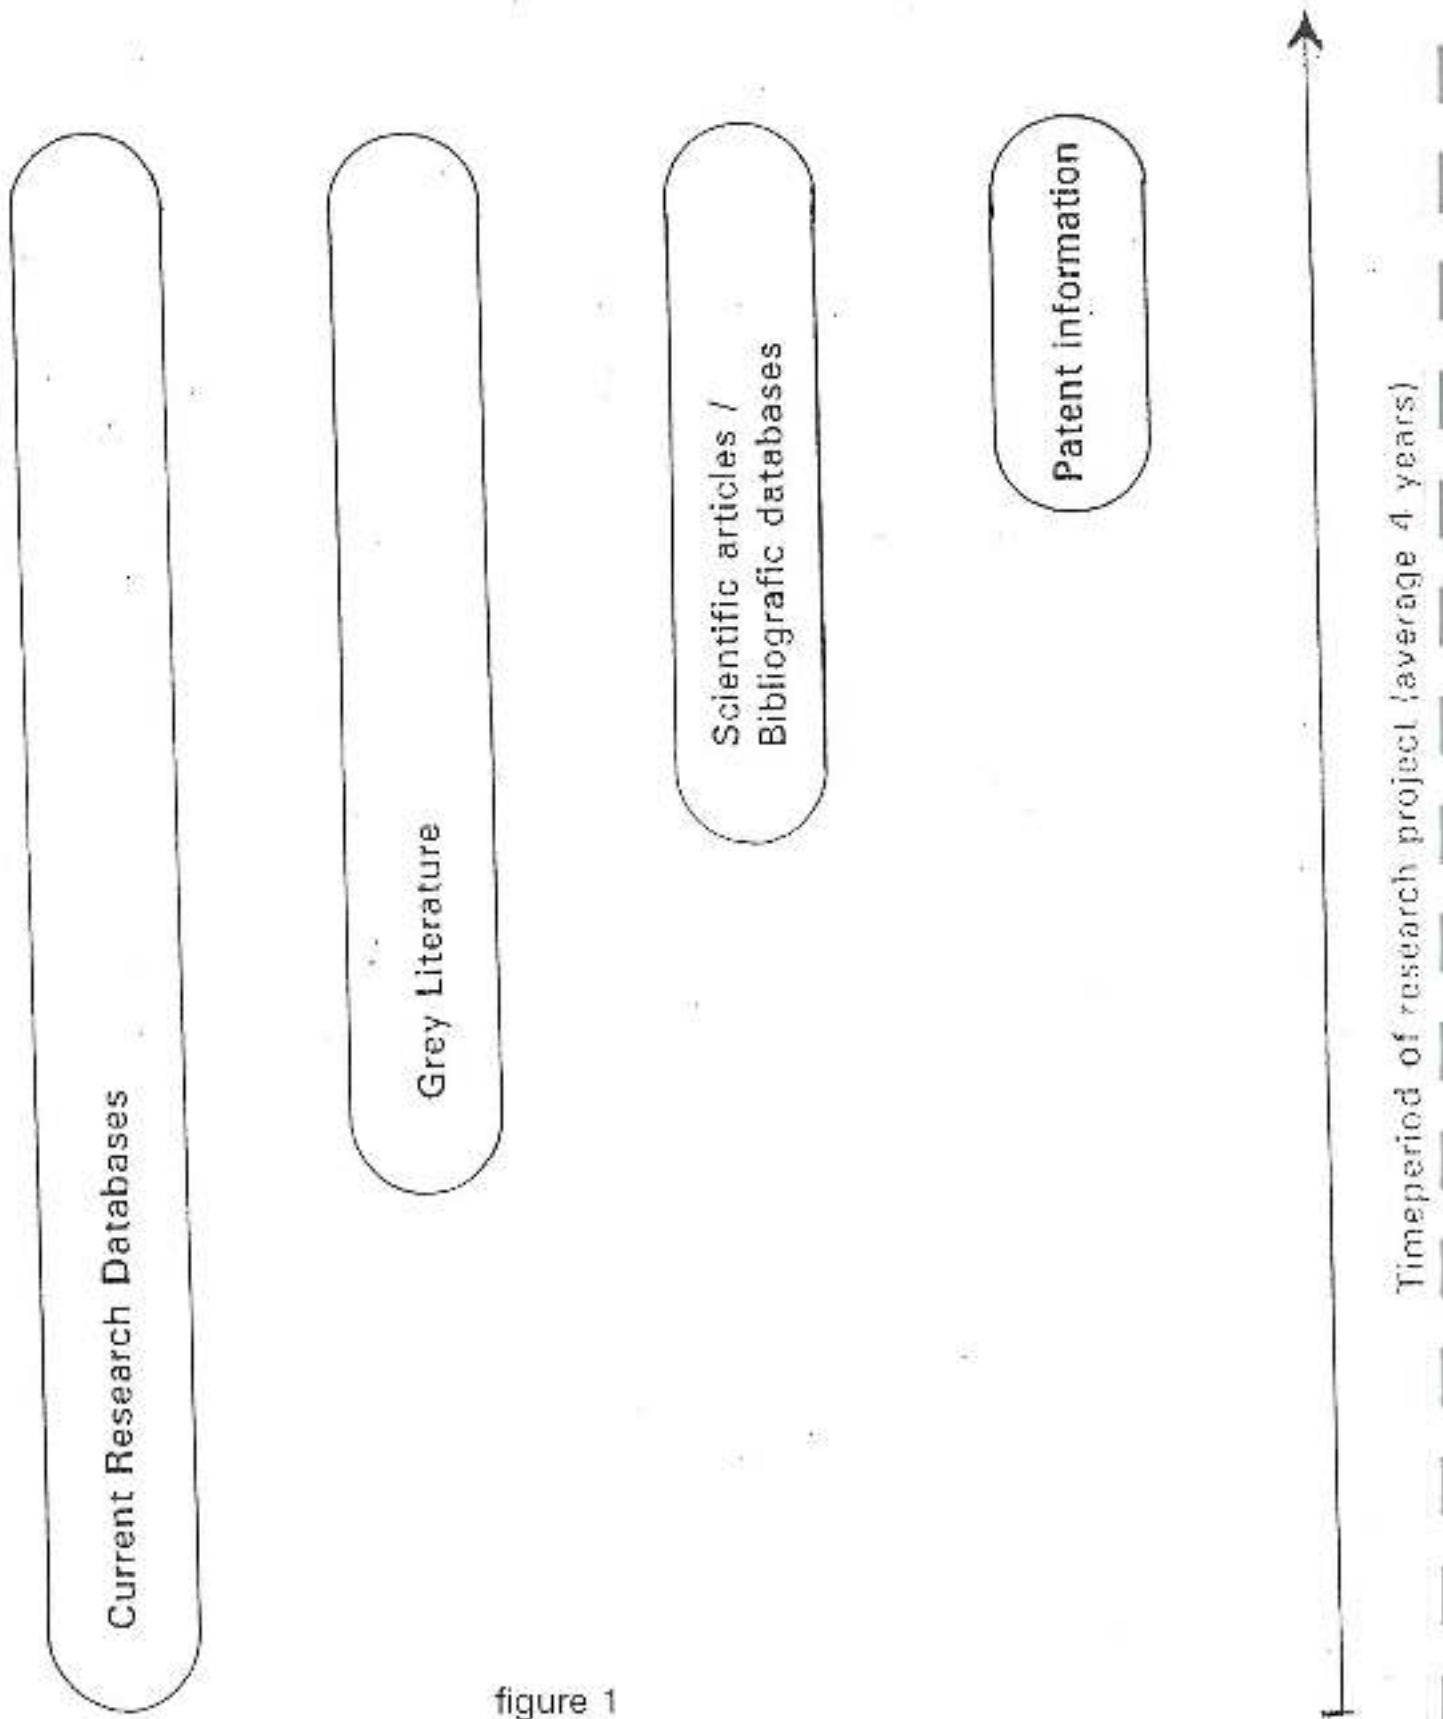 Current Research Databases
Grey Literature
Scientific articles /
Bibliografic databases
Patent information
Timeperiod of research project (average 4 years)
figure 1